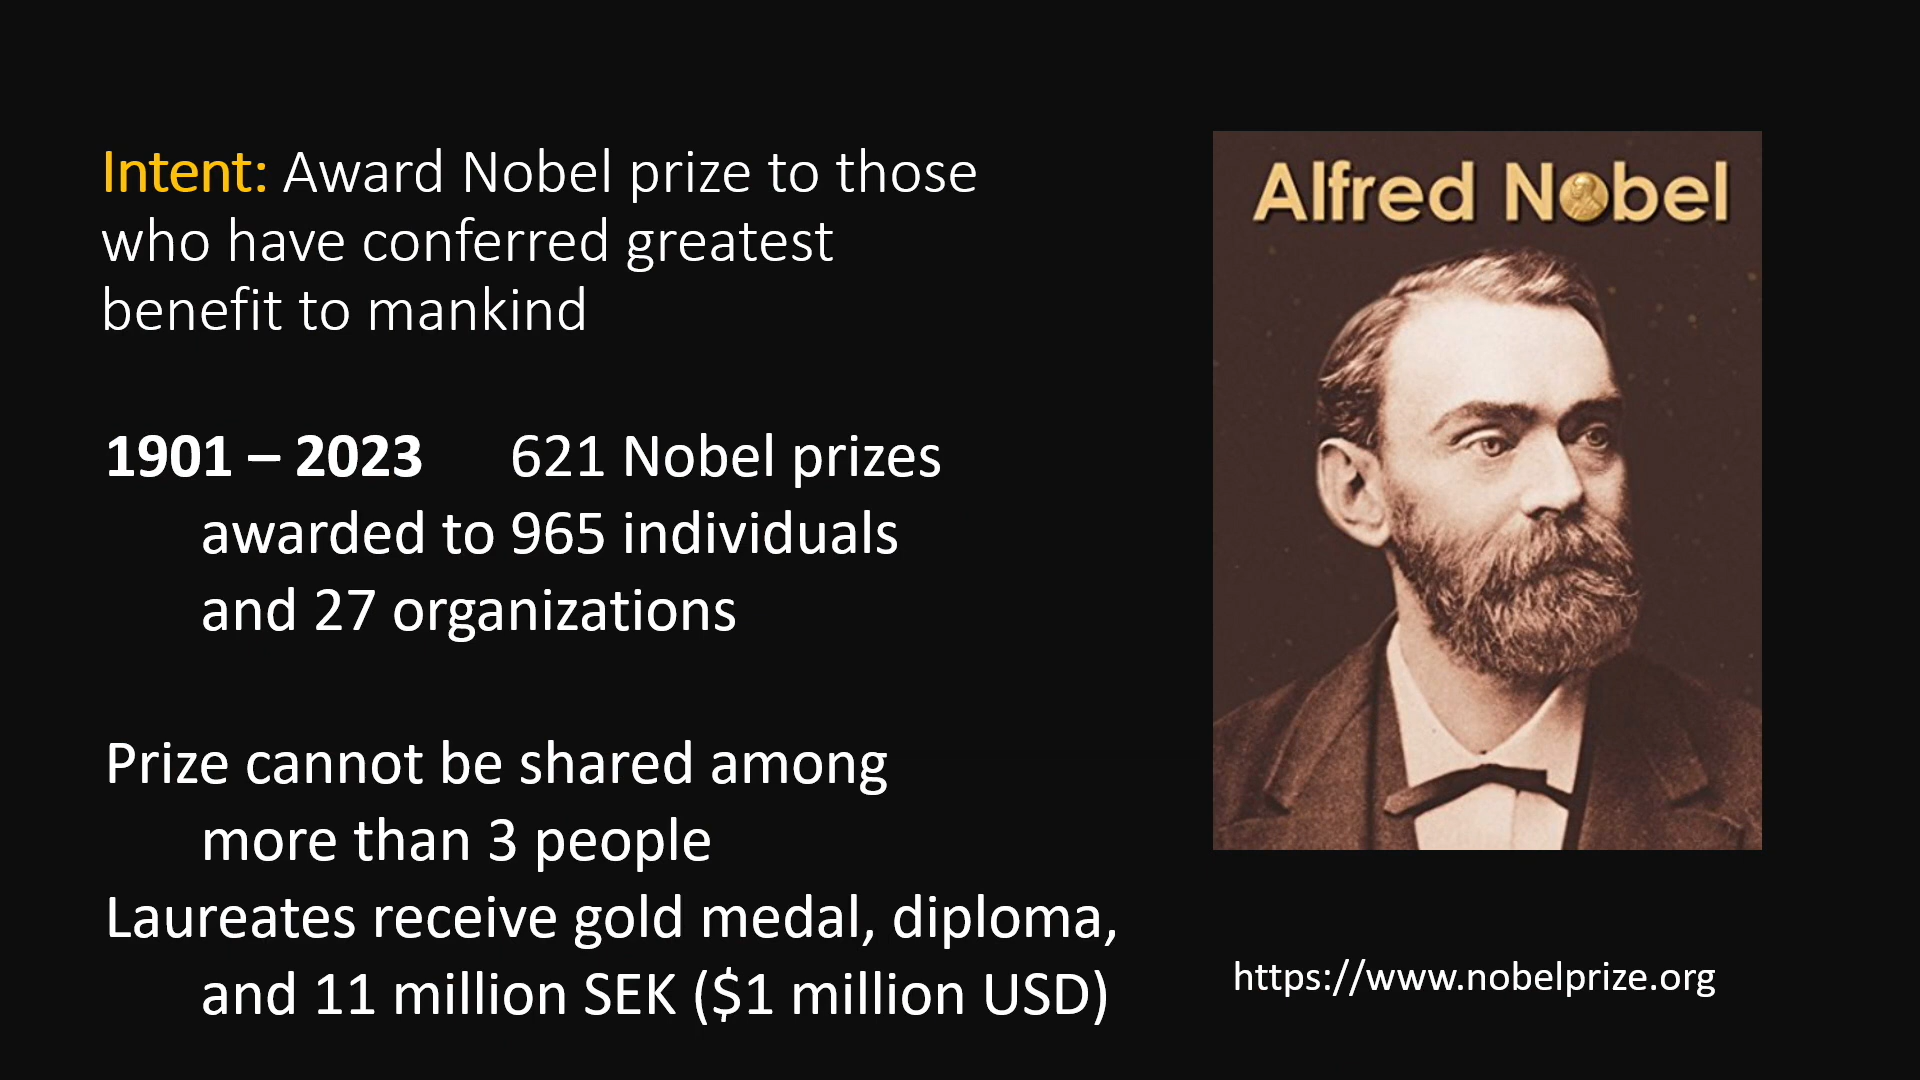 Intent: Award Nobel prize to those
who have conferred greatest
benefit to mankind
1901 – 2023 621 Nobel prizes
awarded to 965 individuals
and 27 organizations
Prize cannot be shared among
more than 3 people
Laureates receive gold medal, diploma,
and 11 million SEK ($1 million USD)
Alfred Nobel
https://www.nobelprize.org